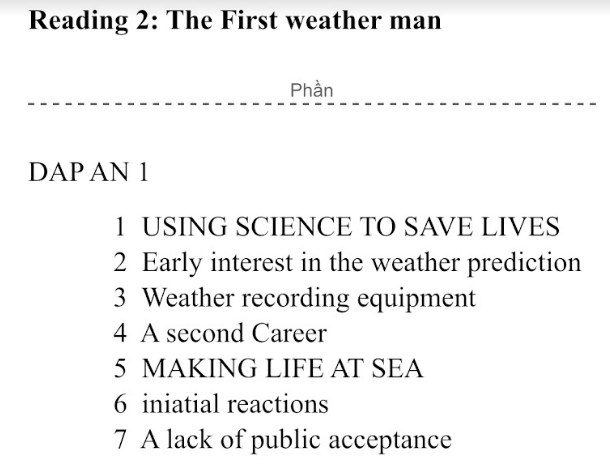 Reading 2: The First weather man
Phần
DAP AN 1
1 USING SCIENCE TO SAVE LIVES
2 Early interest in the weather prediction
3 Weather recording equipment
4 A second Career
5 MAKING LIFE AT SEA
6 iniatial reactions
7 A lack of public acceptance